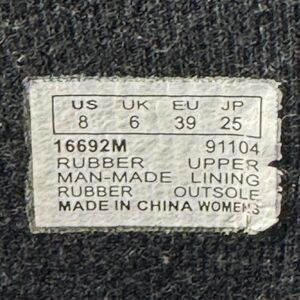 US UK EU JP
8 6 39 25
16692M 91104
RUBBER UPPER
MAN-MADE LINING
RUBBER OUTSOLE
MADE IN CHINA WOMENS